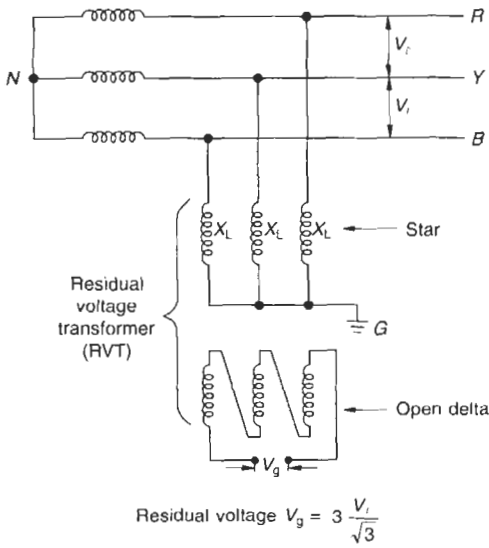 R
V_l
N
Y
V_l
B
X_L X_L X_L
Star
Residual
voltage
transformer
(RVT)
G
Open delta
V_g
Residual voltage V_g = 3 V_l/√3